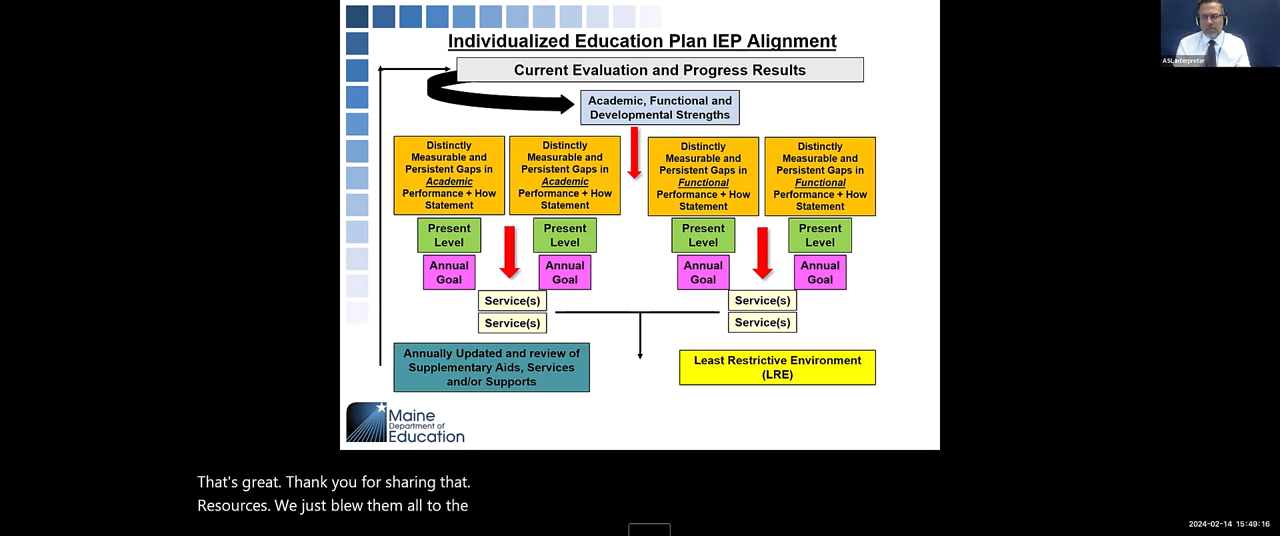 Individualized Education Plan IEP Alignment
Current Evaluation and Progress Results
Academic, Functional and
Developmental Strengths
Distinctly
Measurable and
Persistent Gaps in
Academic
Performance + How
Statement
Distinctly
Measurable and
Persistent Gaps in
Academic
Performance + How
Statement
Distinctly
Measurable and
Persistent Gaps in
Functional
Performance + How
Statement
Distinctly
Measurable and
Persistent Gaps in
Functional
Performance + How
Statement
Present
Level
Present
Level
Present
Level
Present
Level
Annual
Goal
Annual
Goal
Annual
Goal
Annual
Goal
Service(s)
Service(s)
Service(s)
Service(s)
Annually Updated and review of
Supplementary Aids, Services
and/or Supports
Least Restrictive Environment
(LRE)
Maine
Department of
Education
ASL Interpreter
That's great. Thank you for sharing that.
Resources. We just blew them all to the
2024-02-14 15:49:16